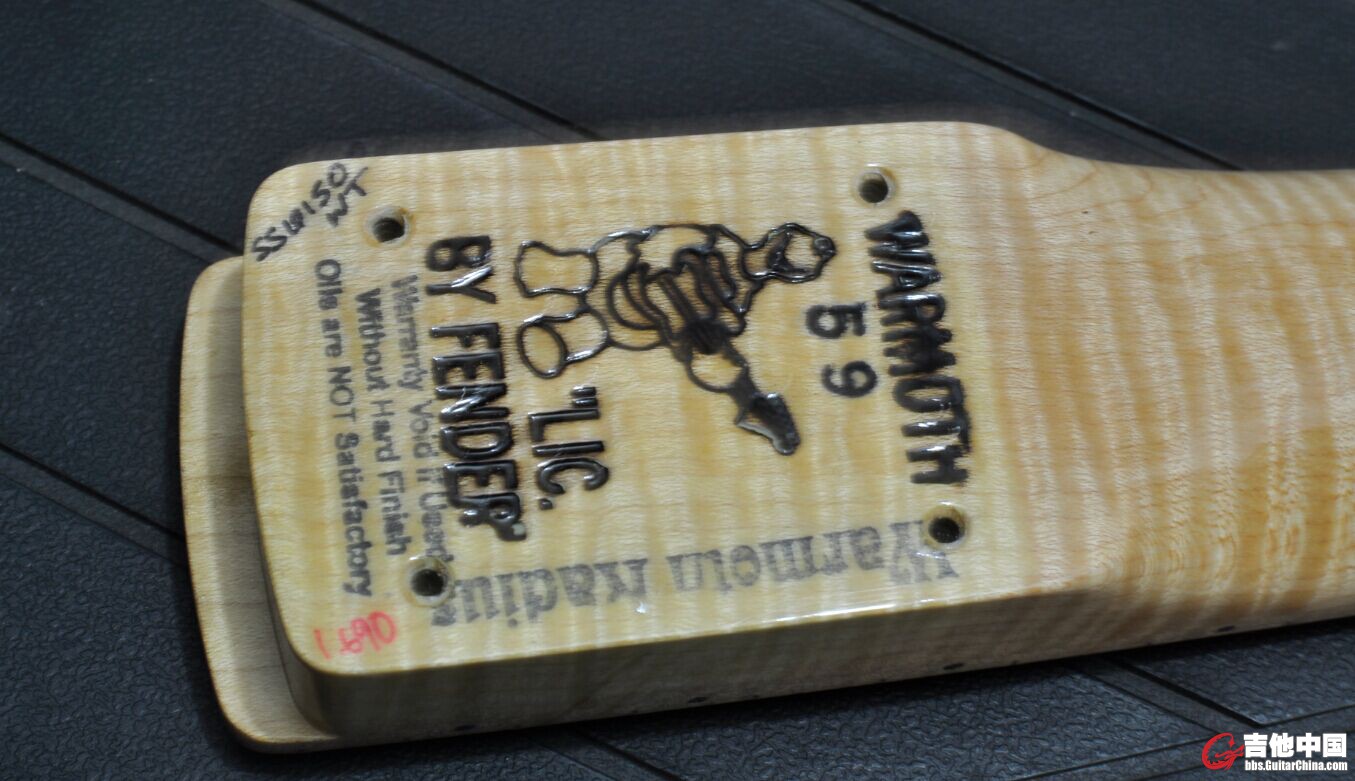 WARMOTH
59
"LIC.
BY FENDER"
Warranty Void if Used
Without Hard Finish
Oils are NOT Satisfactory
Warmoth Radius
吉他中国
bbs.GuitarChina.com